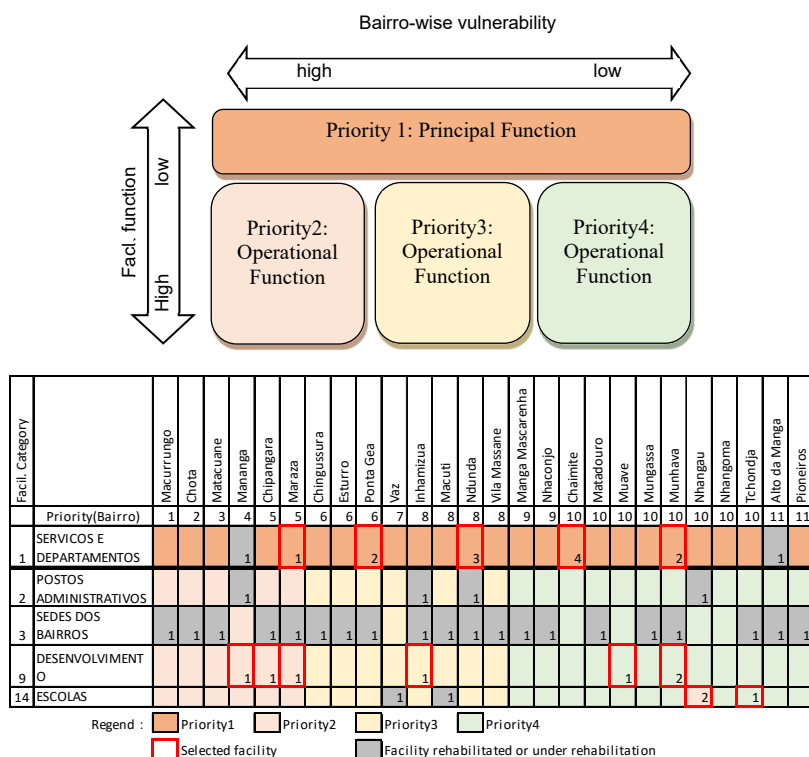 Bairro-wise vulnerability
high low
Facl. function
low
High
Priority 1: Principal Function
Priority2:
Operational
Function
Priority3:
Operational
Function
Priority4:
Operational
Function
Facil. Category Macurrungo Chota Matacuane Mananga Chipangara Maraza Chingussura Esturro Ponta Gea Vaz Inhamizua Macuti Ndunda Vila Massane Manga Mascarenha Nhaconjo Chaimite Matadouro Muave Mungassa Munhava Nhangau Nhangoma Tchondja Alto da Manga Pioneiros
Priority(Bairro) 1 2 3 4 5 5 6 6 6 7 8 8 8 8 9 9 10 10 10 10 10 10 10 10 11 11
SERVICOS E
1 DEPARTAMENTOS 1 1 2 3 4 2 1
POSTOS
2 ADMINISTRATIVOS 1 1 1 1
SEDES DOS
3 BAIRROS 1 1 1 1 1 1 1 1 1 1 1 1 1 1 1 1 1 1 1 1
DESENVOLVIMENT
9 O 1 1 1 1 1 2
14 ESCOLAS 1 1 2 1
Regend : Priority1 Priority2 Priority3 Priority4
Selected facility Facility rehabilitated or under rehabilitation